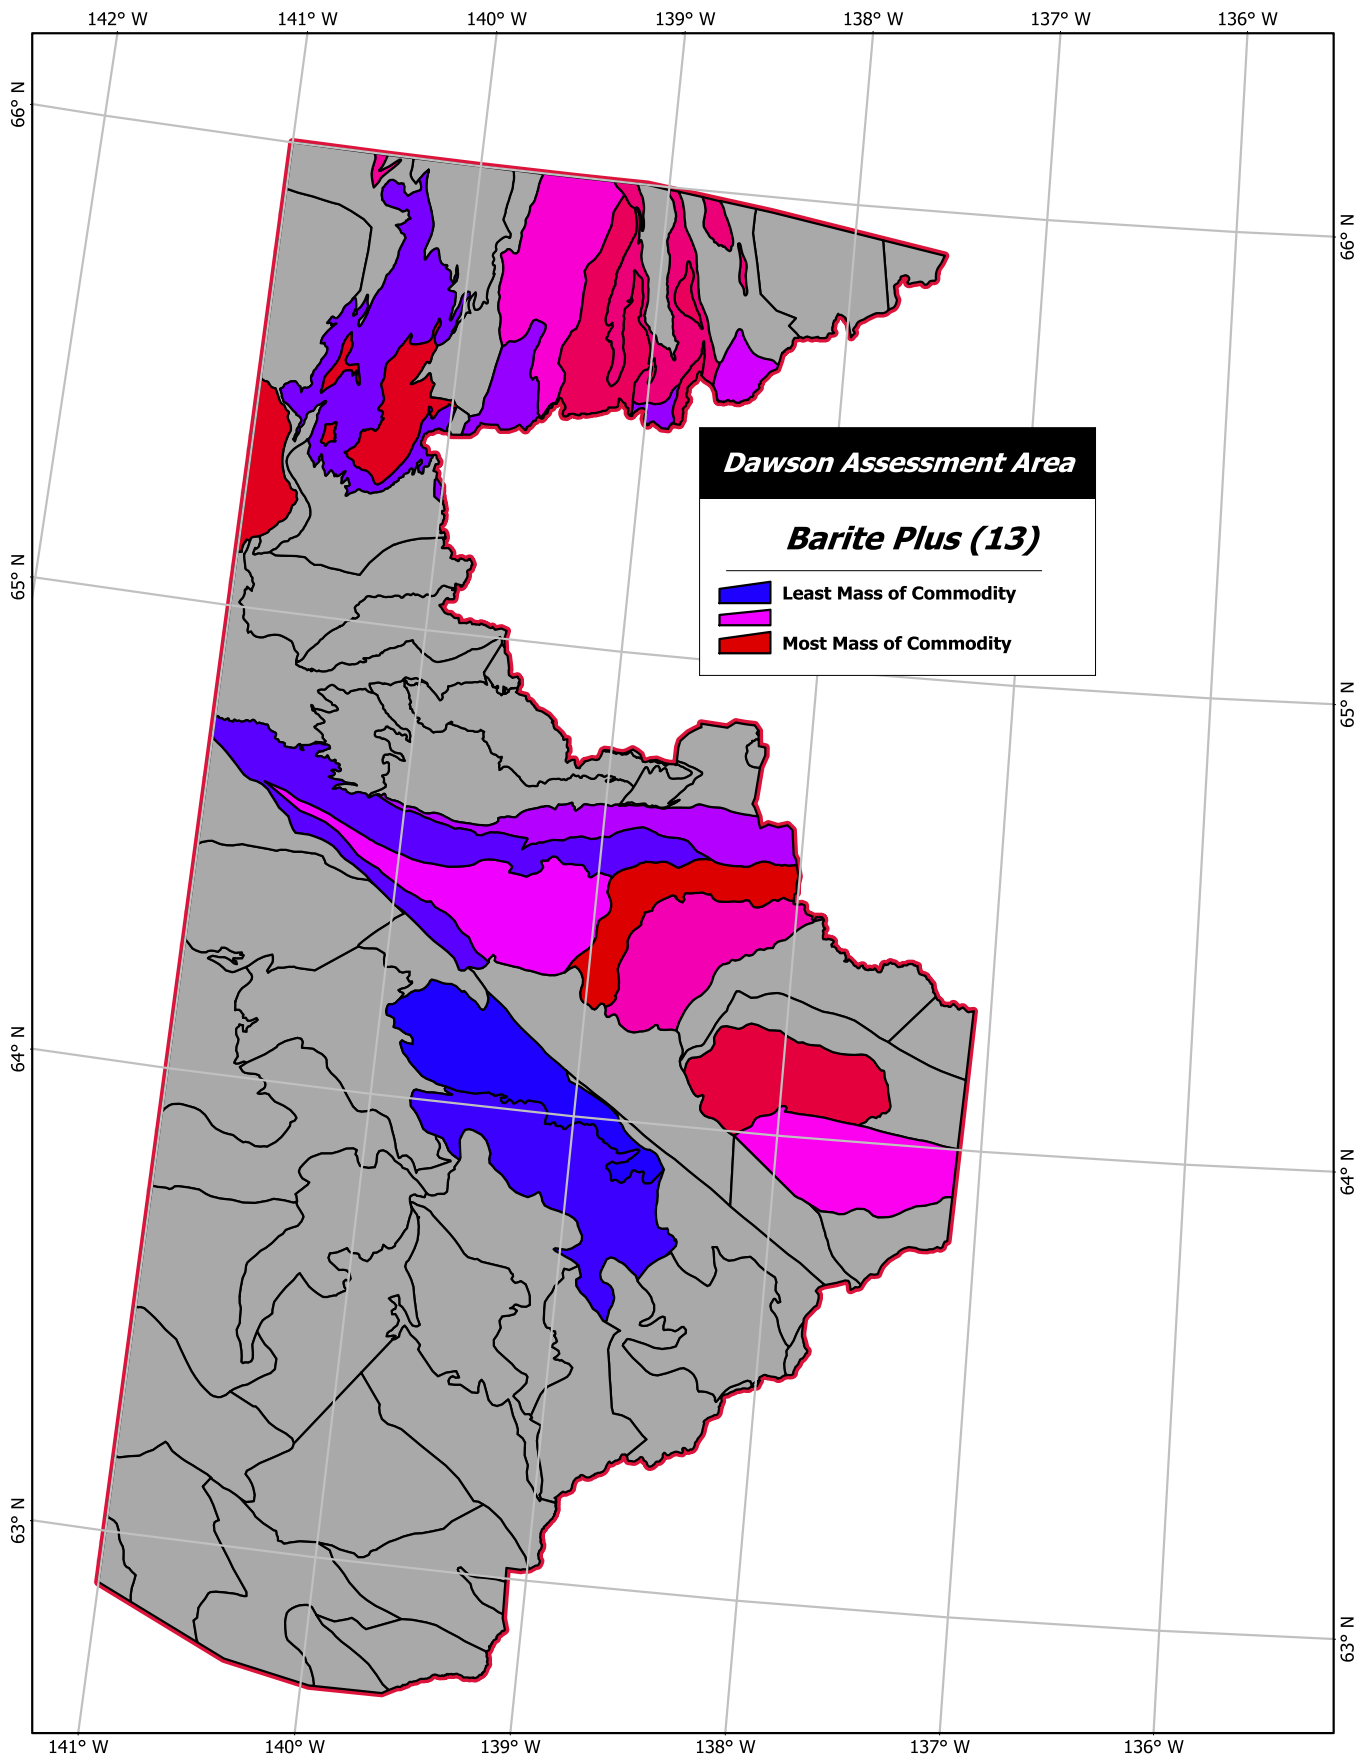 142° W 141° W 140° W 139° W 138° W 137° W 136° W
66° N
66° N
Dawson Assessment Area
Barite Plus (13)
65° N
Least Mass of Commodity
Most Mass of Commodity
65° N
64° N
64° N
63° N
63° N
141° W 140° W 139° W 138° W 137° W 136° W